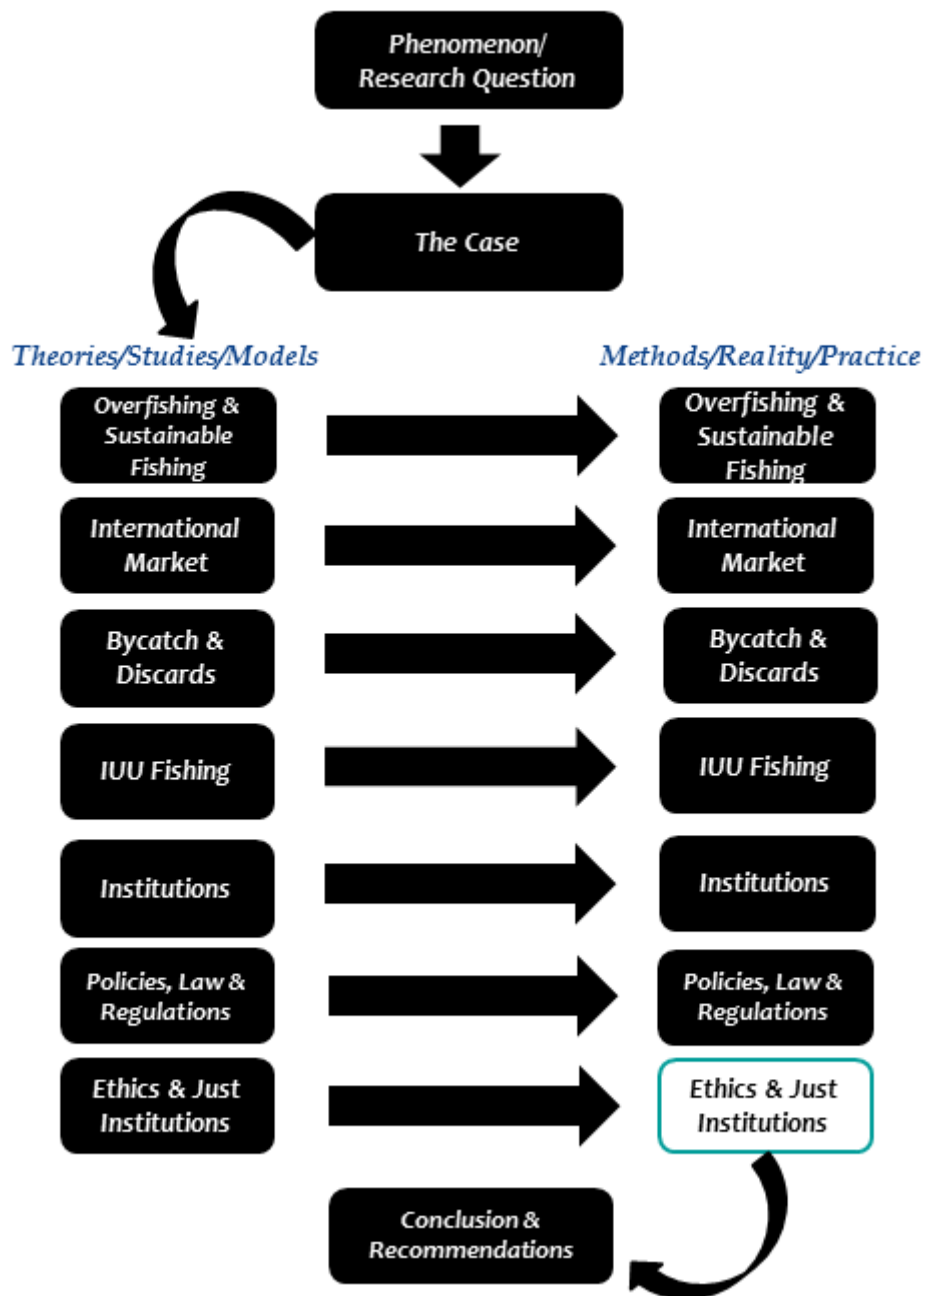 Phenomenon/
Research Question
The Case
Theories/Studies/Models
Methods/Reality/Practice
Overfishing &
Sustainable
Fishing
Overfishing &
Sustainable
Fishing
International
Market
International
Market
Bycatch &
Discards
Bycatch &
Discards
IUU Fishing
IUU Fishing
Institutions
Institutions
Policies, Law &
Regulations
Policies, Law &
Regulations
Ethics & Just
Institutions
Ethics & Just
Institutions
Conclusion &
Recommendations